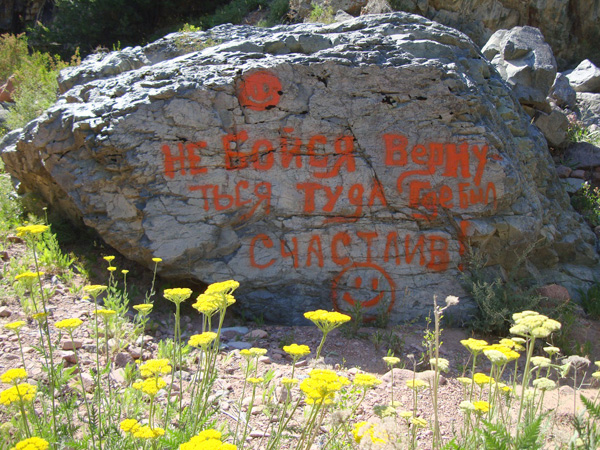 не бойся верну-
ться туда где был
счастлив!